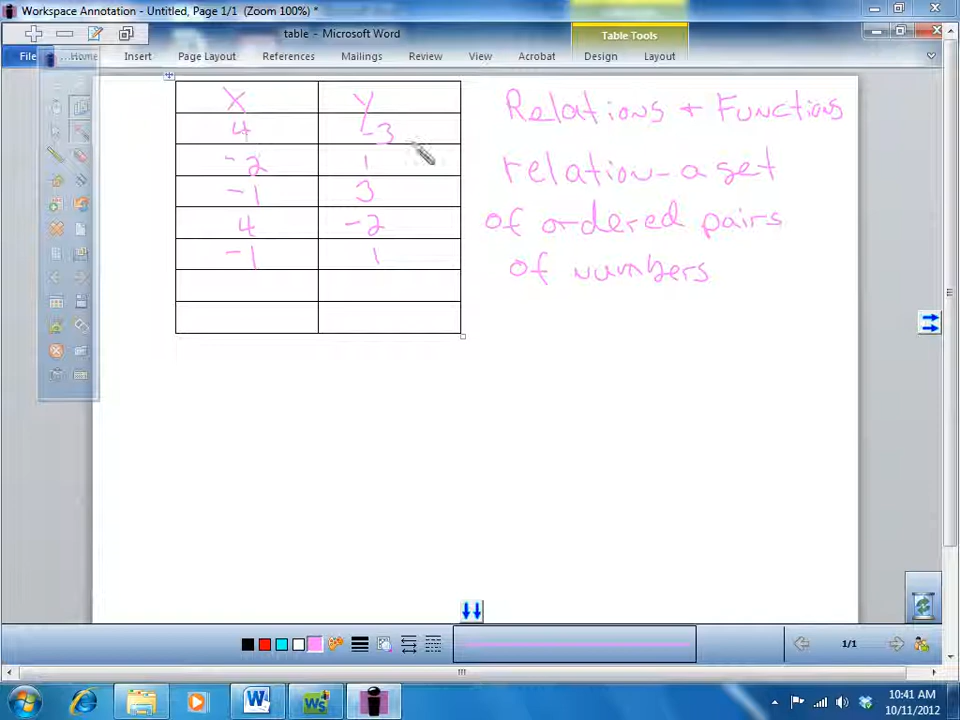 Workspace Annotation - Untitled, Page 1/1 (Zoom 100%) *
table - Microsoft Word
Table Tools
File Home Insert Page Layout References Mailings Review View Acrobat Design Layout
X Y
4 -3
-2 1
-1 3
4 -2
-1 1
Relations + Functions
relation - a set
of ordered pairs
of numbers
1/1
10:41 AM
10/11/2012